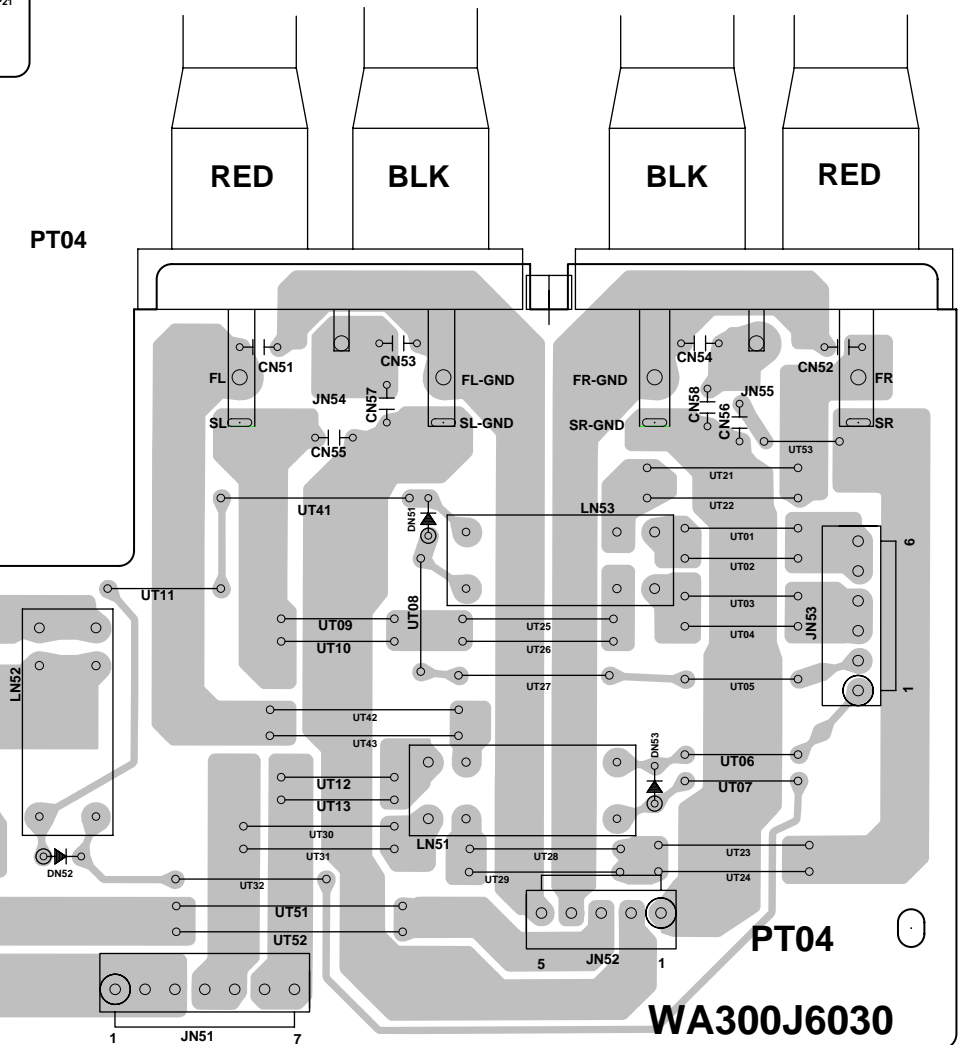 21
RED
BLK
BLK
RED
PT04
CN51
CN53
CN54
CN52
FL
FL-GND
FR-GND
FR
JN54
CN57
CN58
CN56
JN55
SL
SL-GND
SR-GND
SR
CN55
UT53
UT21
UT41
DN51
LN53
UT22
UT01
6
UT02
UT11
UT08
UT03
JN53
UT09
UT25
UT04
UT10
UT26
LN52
UT27
UT05
1
UT42
UT43
DN53
UT06
UT12
UT07
UT13
UT30
LN51
UT31
UT28
UT23
DN52
UT32
UT29
UT24
UT51
UT52
PT04
5
JN52
1
WA300J6030
1
JN51
7